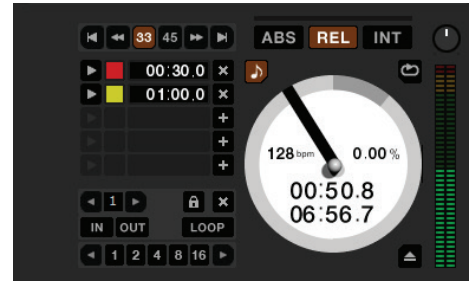 33 45 ABS REL INT
00:30.0
01:00.0
128 bpm 0.00 %
00:50.8
06:56.7
1
IN OUT LOOP
1 2 4 8 16